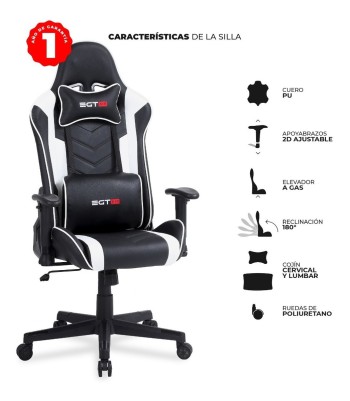 AÑO DE GARANTÍA
1
CARACTERÍSTICAS DE LA SILLA
EGT
EGT
CUERO
PU
APOYABRAZOS
2D AJUSTABLE
ELEVADOR
A GAS
RECLINACIÓN
180°
COJÍN
CERVICAL
Y LUMBAR
RUEDAS DE
POLIURETANO